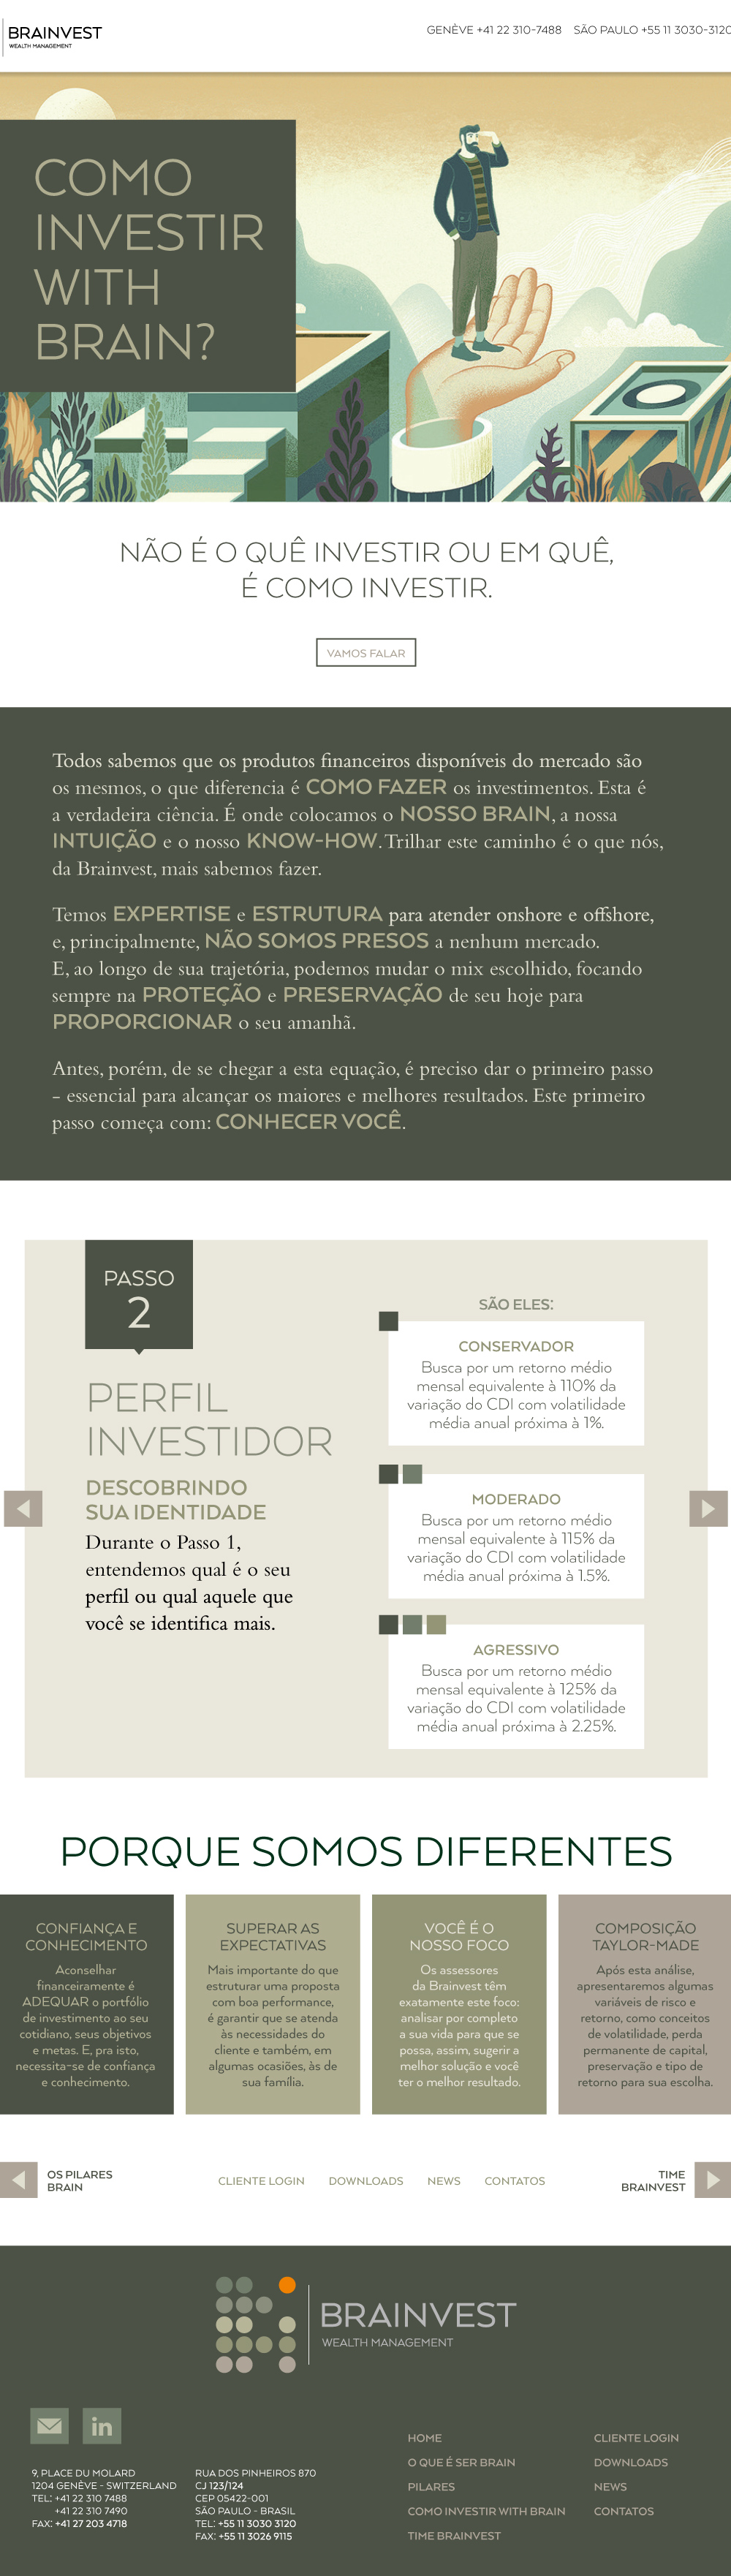 BRAINVEST
WEALTH MANAGEMENT
GENÈVE +41 22 310-7488 SÃO PAULO +55 11 3030-3120
COMO
INVESTIR
WITH
BRAIN?
NÃO É O QUÊ INVESTIR OU EM QUÊ,
É COMO INVESTIR.
VAMOS FALAR
Todos sabemos que os produtos financeiros disponíveis do mercado são
os mesmos, o que diferencia é COMO FAZER os investimentos. Esta é
a verdadeira ciência. É onde colocamos o NOSSO BRAIN, a nossa
INTUIÇÃO e o nosso KNOW-HOW. Trilhar este caminho é o que nós,
da Brainvest, mais sabemos fazer.
Temos EXPERTISE e ESTRUTURA para atender onshore e offshore,
e, principalmente, NÃO SOMOS PRESOS a nenhum mercado.
E, ao longo de sua trajetória, podemos mudar o mix escolhido, focando
sempre na PROTEÇÃO e PRESERVAÇÃO de seu hoje para
PROPORCIONAR o seu amanhã.
Antes, porém, de se chegar a esta equação, é preciso dar o primeiro passo
- essencial para alcançar os maiores e melhores resultados. Este primeiro
passo começa com: CONHECER VOCÊ.
PASSO
2
PERFIL
INVESTIDOR
DESCOBRINDO
SUA IDENTIDADE
Durante o Passo 1,
entendemos qual é o seu
perfil ou qual aquele que
você se identifica mais.
SÃO ELES:
CONSERVADOR
Busca por um retorno médio
mensal equivalente à 110% da
variação do CDI com volatilidade
média anual próxima à 1%.
MODERADO
Busca por um retorno médio
mensal equivalente à 115% da
variação do CDI com volatilidade
média anual próxima à 1.5%.
AGRESSIVO
Busca por um retorno médio
mensal equivalente à 125% da
variação do CDI com volatilidade
média anual próxima à 2.25%.
PORQUE SOMOS DIFERENTES
CONFIANÇA E
CONHECIMENTO
Aconselhar
financeiramente é
ADEQUAR o portfólio
de investimento ao seu
cotidiano, seus objetivos
e metas. E, pra isto,
necessita-se de confiança
e conhecimento.
SUPERAR AS
EXPECTATIVAS
Mais importante do que
estruturar uma proposta
com boa performance,
é garantir que se atenda
às necessidades do
cliente e também, em
algumas ocasiões, às de
sua família.
VOCÊ É O
NOSSO FOCO
Os assessores
da Brainvest têm
exatamente este foco:
analisar por completo
a sua vida para que se
possa, assim, sugerir a
melhor solução e você
ter o melhor resultado.
COMPOSIÇÃO
TAYLOR-MADE
Após esta análise,
apresentaremos algumas
variáveis de risco e
retorno, como conceitos
de volatilidade, perda
permanente de capital,
preservação e tipo de
retorno para sua escolha.
OS PILARES
BRAIN
CLIENTE LOGIN DOWNLOADS NEWS CONTATOS
TIME
BRAINVEST
BRAINVEST
WEALTH MANAGEMENT
in
9, PLACE DU MOLARD
1204 GENÈVE - SWITZERLAND
TEL: +41 22 310 7488
+41 22 310 7490
FAX: +41 27 203 4718
RUA DOS PINHEIROS 870
CJ 123/124
CEP 05422-001
SÃO PAULO - BRASIL
TEL: +55 11 3030 3120
FAX: +55 11 3026 9115
HOME
O QUE É SER BRAIN
PILARES
COMO INVESTIR WITH BRAIN
TIME BRAINVEST
CLIENTE LOGIN
DOWNLOADS
NEWS
CONTATOS